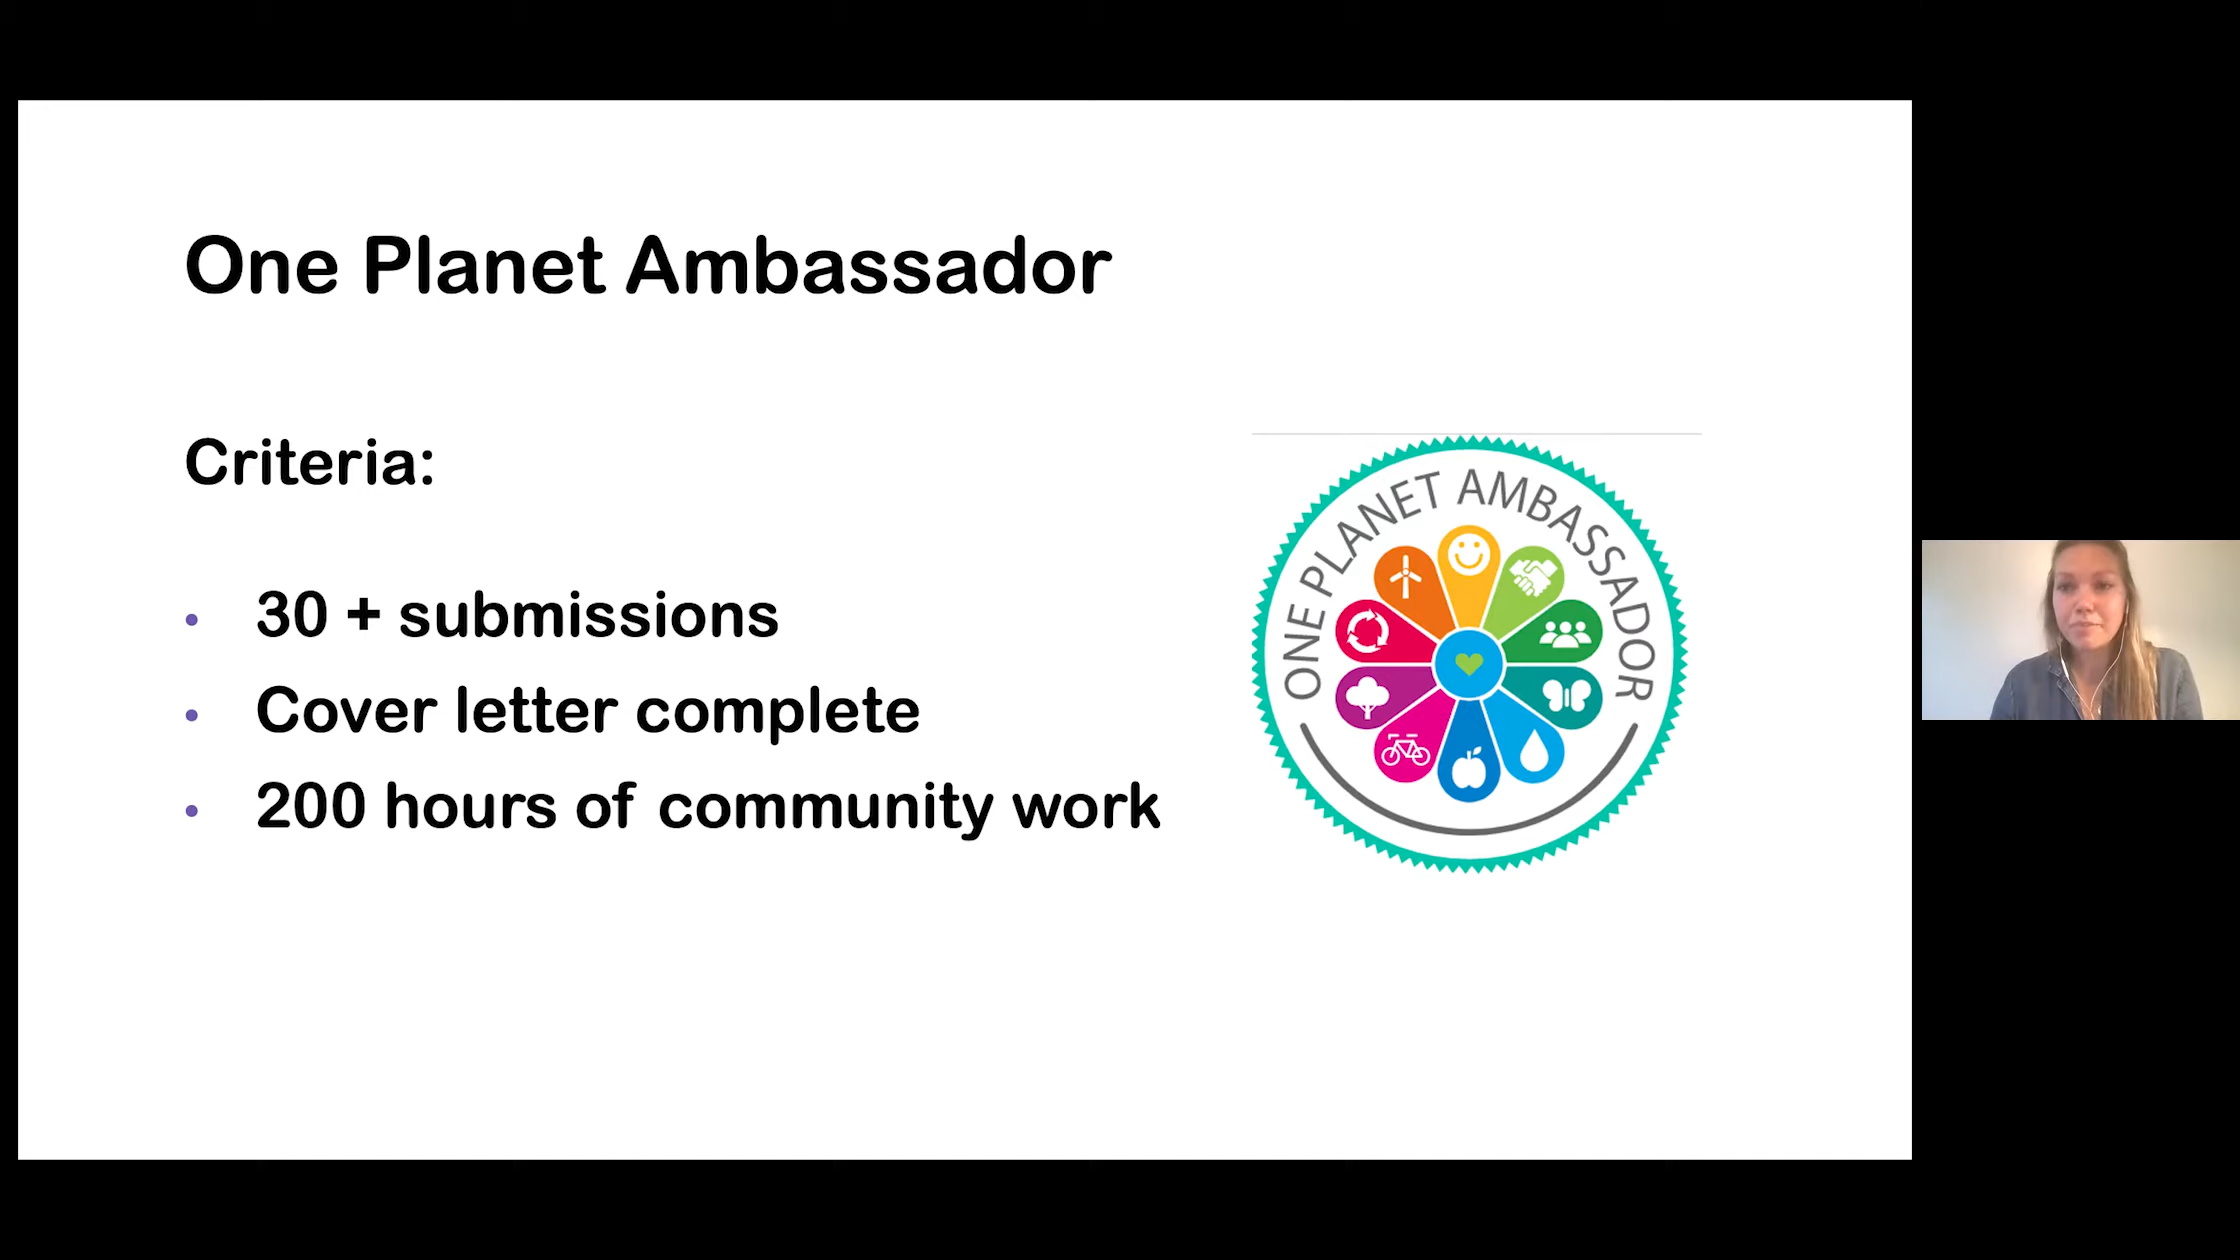 One Planet Ambassador
Criteria:
• 30 + submissions
• Cover letter complete
• 200 hours of community work
ONE PLANET AMBASSADOR